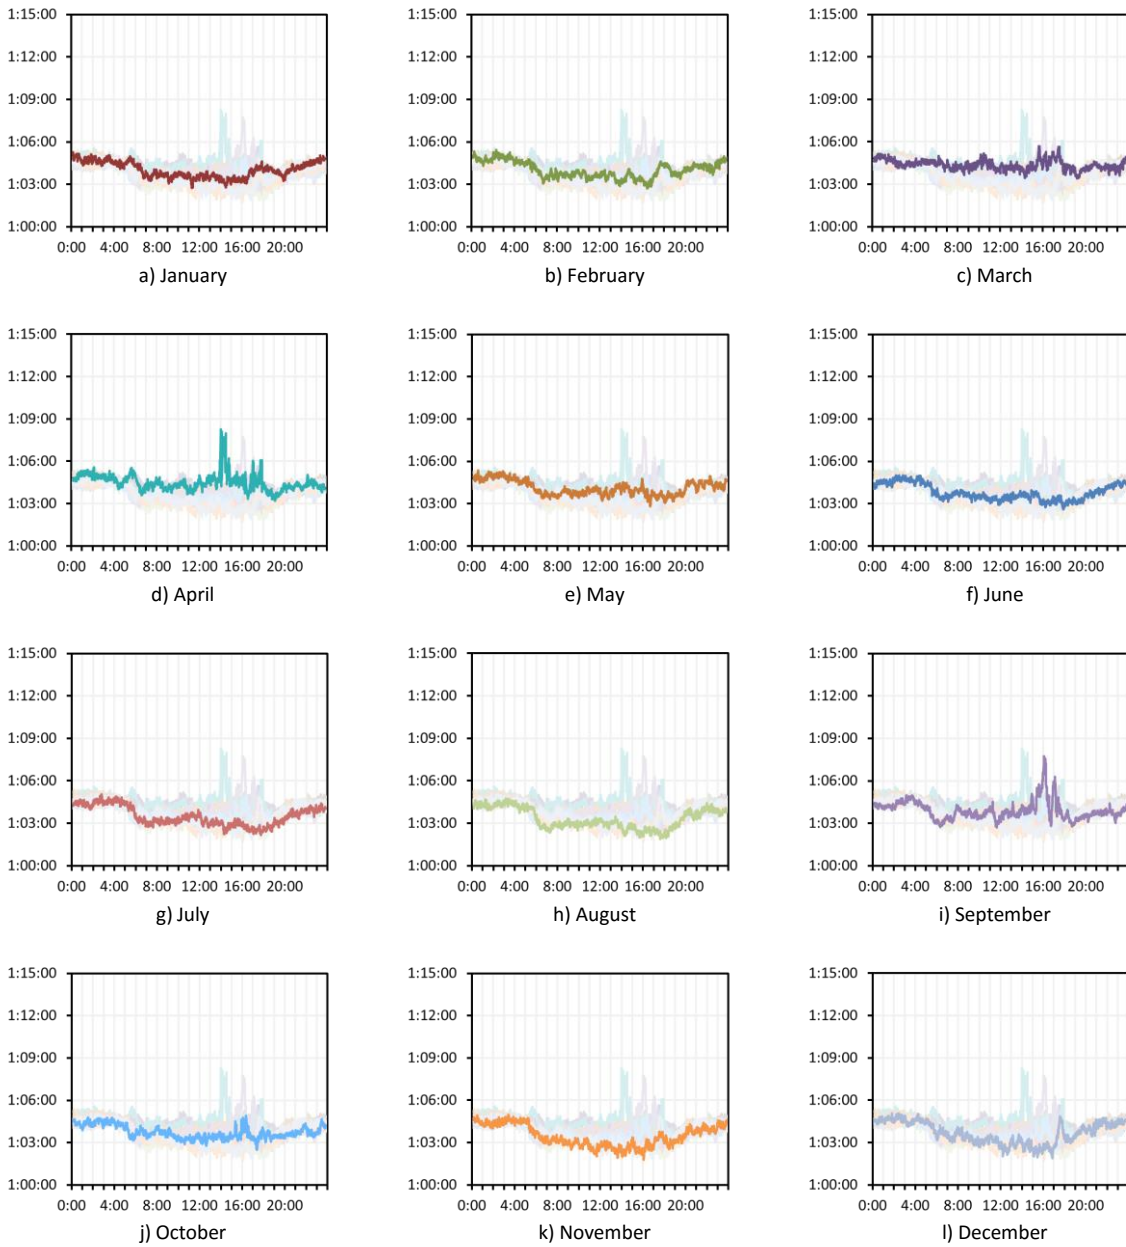 1:15:00 1:15:00 1:15:00
1:12:00 1:12:00 1:12:00
1:09:00 1:09:00 1:09:00
1:06:00 1:06:00 1:06:00
1:03:00 1:03:00 1:03:00
1:00:00 1:00:00 1:00:00
0:00 4:00 8:00 12:00 16:00 20:00 0:00 4:00 8:00 12:00 16:00 20:00 0:00 4:00 8:00 12:00 16:00 20:00
a) January b) February c) March
1:15:00 1:15:00 1:15:00
1:12:00 1:12:00 1:12:00
1:09:00 1:09:00 1:09:00
1:06:00 1:06:00 1:06:00
1:03:00 1:03:00 1:03:00
1:00:00 1:00:00 1:00:00
0:00 4:00 8:00 12:00 16:00 20:00 0:00 4:00 8:00 12:00 16:00 20:00 0:00 4:00 8:00 12:00 16:00 20:00
d) April e) May f) June
1:15:00 1:15:00 1:15:00
1:12:00 1:12:00 1:12:00
1:09:00 1:09:00 1:09:00
1:06:00 1:06:00 1:06:00
1:03:00 1:03:00 1:03:00
1:00:00 1:00:00 1:00:00
0:00 4:00 8:00 12:00 16:00 20:00 0:00 4:00 8:00 12:00 16:00 20:00 0:00 4:00 8:00 12:00 16:00 20:00
g) July h) August i) September
1:15:00 1:15:00 1:15:00
1:12:00 1:12:00 1:12:00
1:09:00 1:09:00 1:09:00
1:06:00 1:06:00 1:06:00
1:03:00 1:03:00 1:03:00
1:00:00 1:00:00 1:00:00
0:00 4:00 8:00 12:00 16:00 20:00 0:00 4:00 8:00 12:00 16:00 20:00 0:00 4:00 8:00 12:00 16:00 20:00
j) October k) November l) December